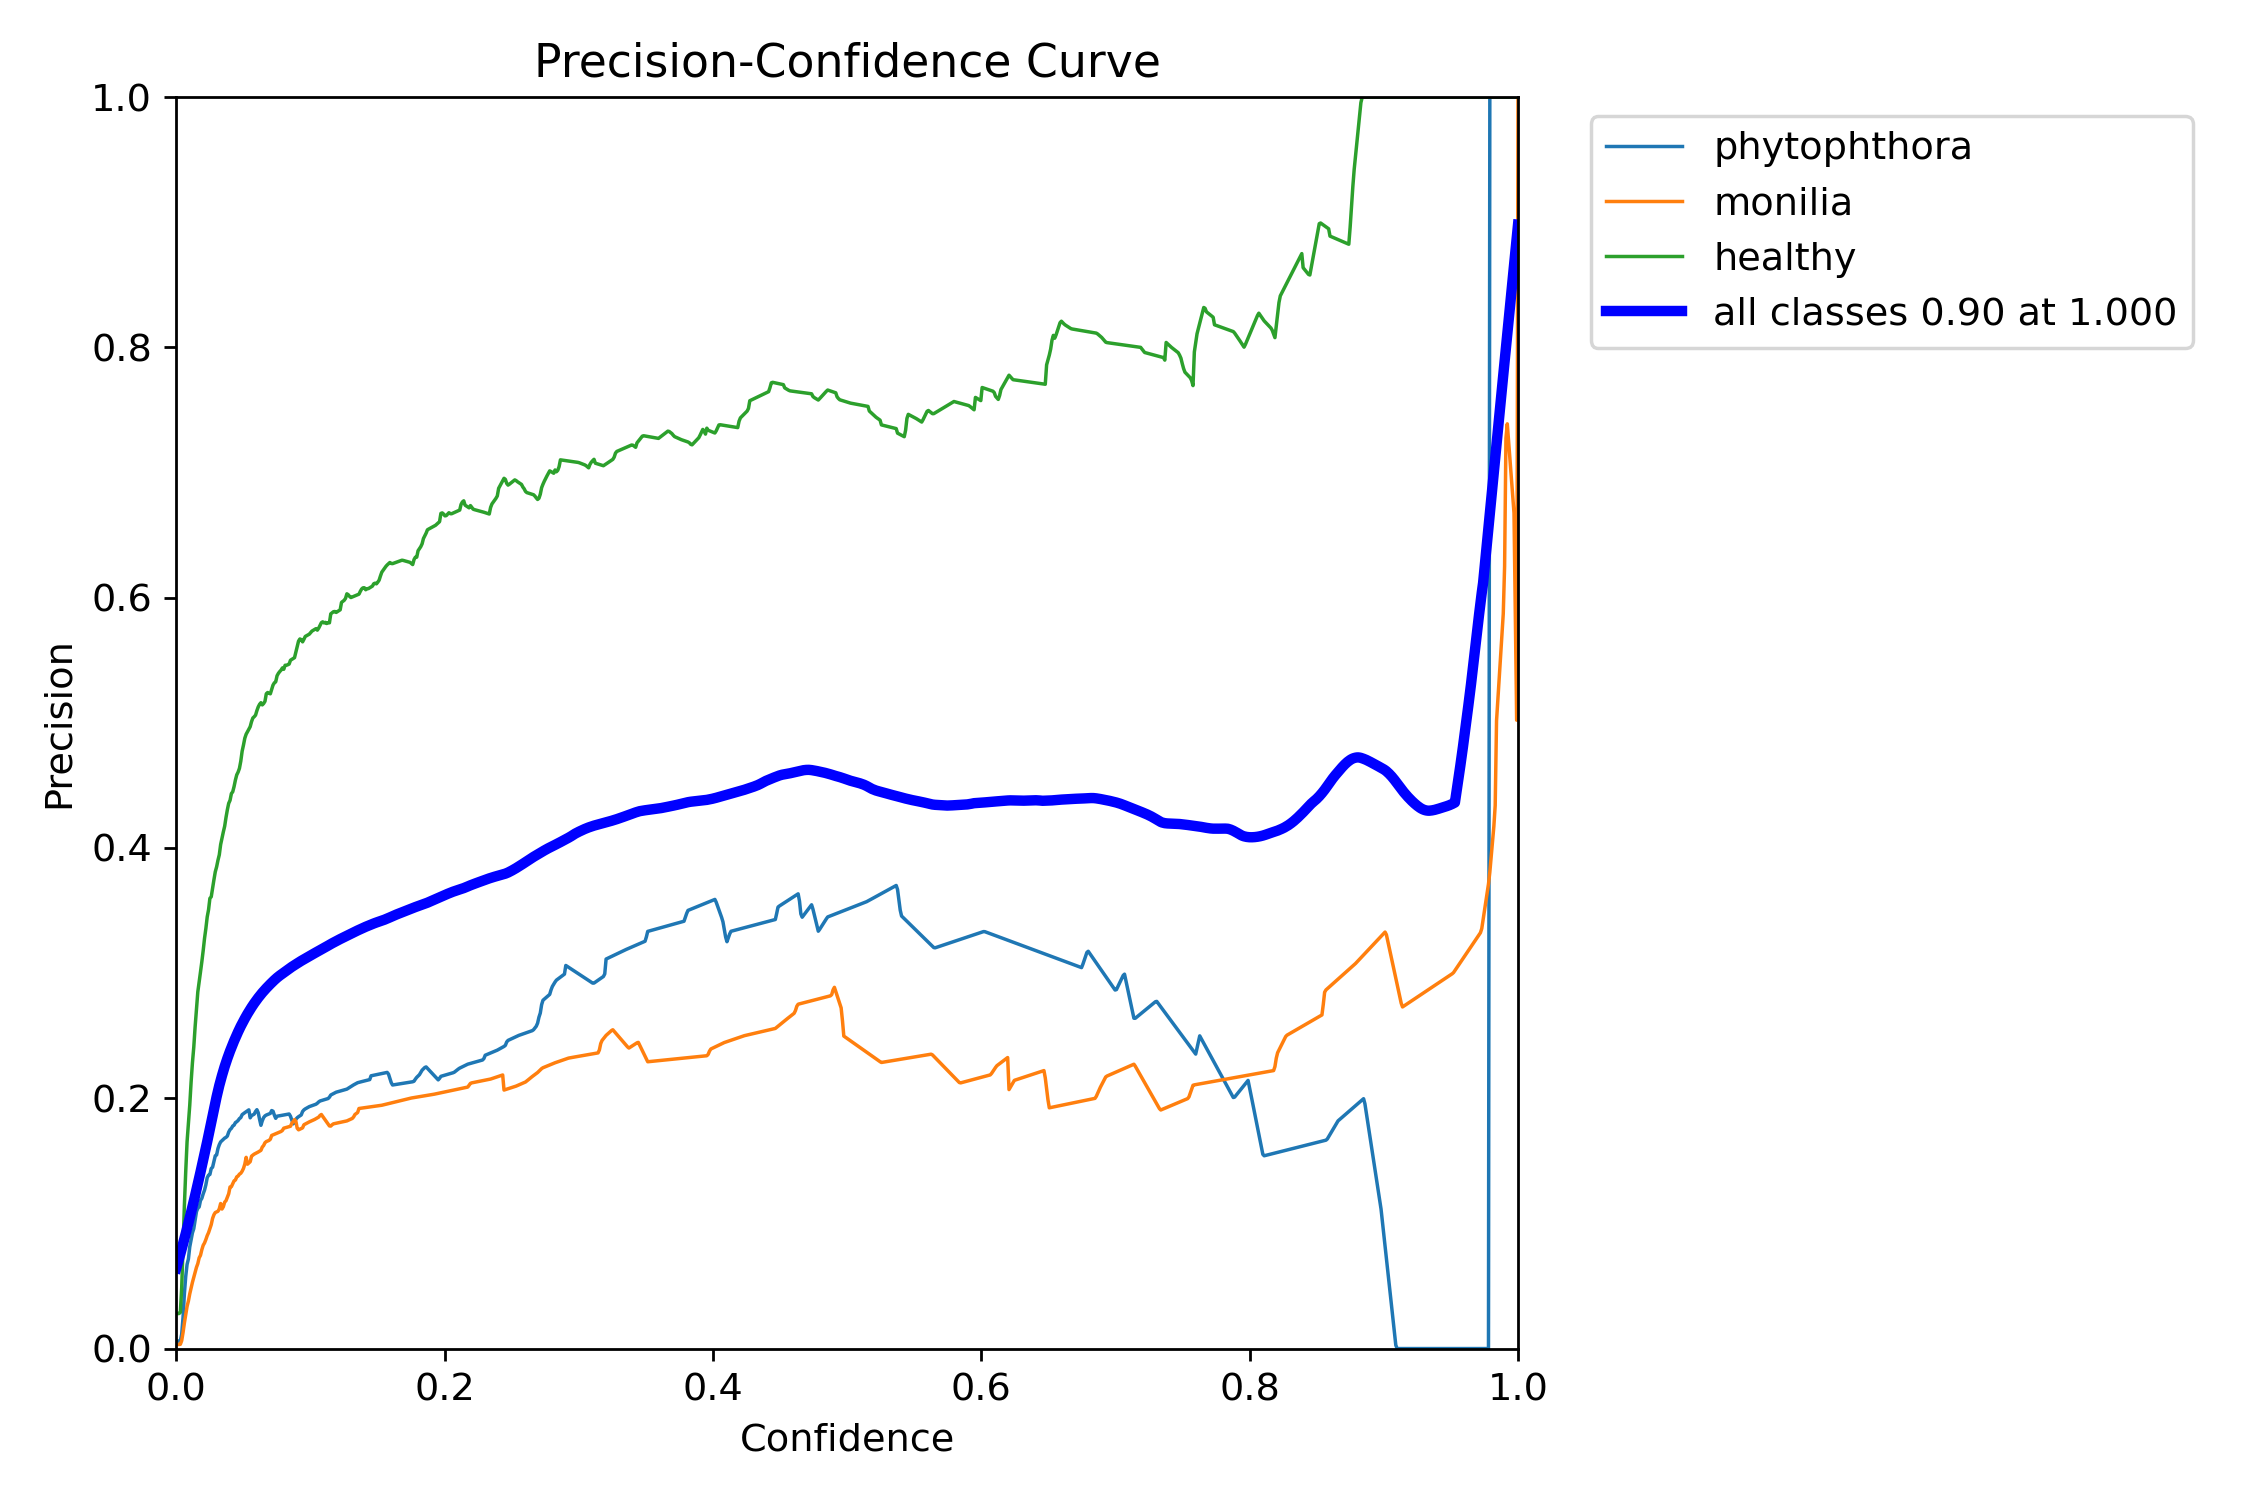 Precision-Confidence Curve
1.0
0.8
0.6
0.4
0.2
0.0
Precision
0.0 0.2 0.4 0.6 0.8 1.0
Confidence
phytophthora
monilia
healthy
all classes 0.90 at 1.000